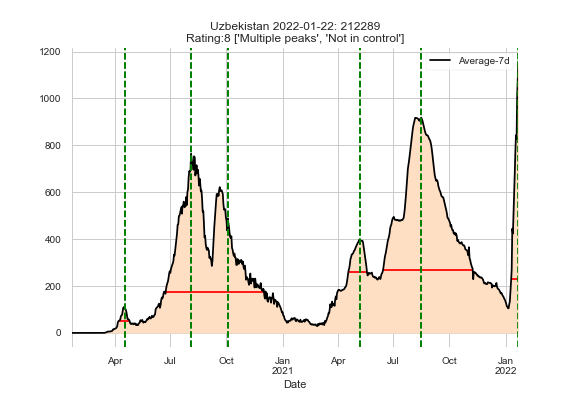 Uzbekistan 2022-01-22: 212289
Rating:8 ['Multiple peaks', 'Not in control']
Average-7d
1200
1000
800
600
400
200
0
Apr
Jul
Oct
Jan
2021
Apr
Jul
Oct
Jan
2022
Date